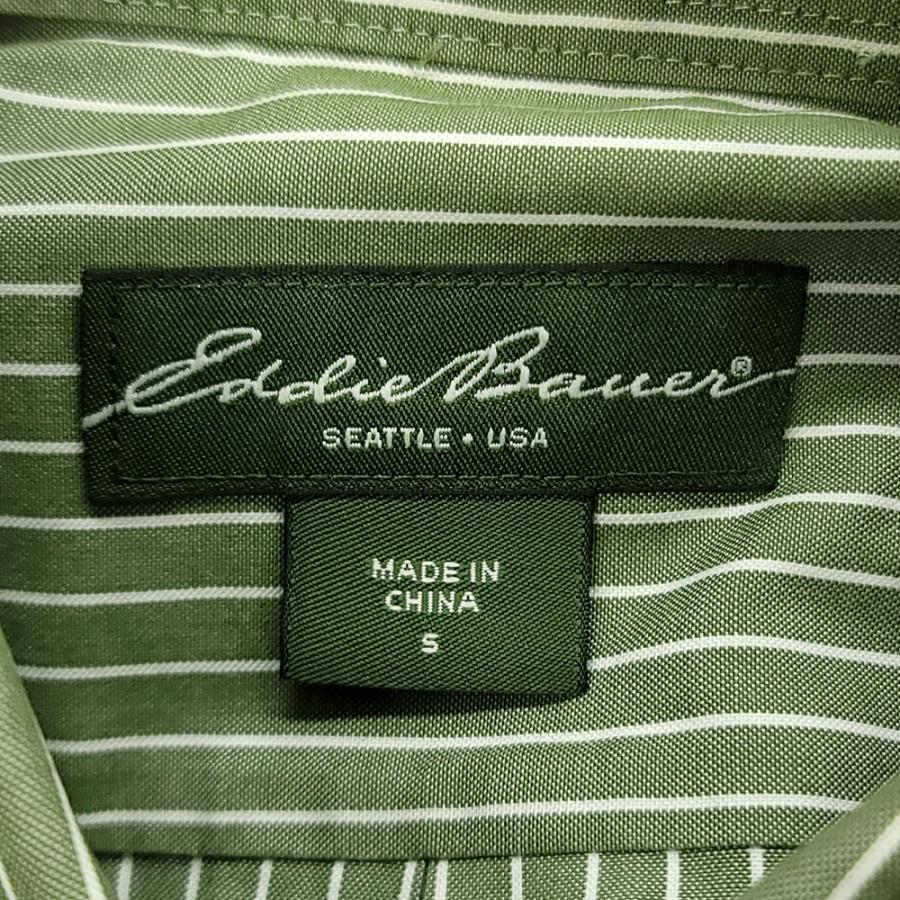 Eddie Bauer®
SEATTLE • USA
MADE IN
CHINA
S